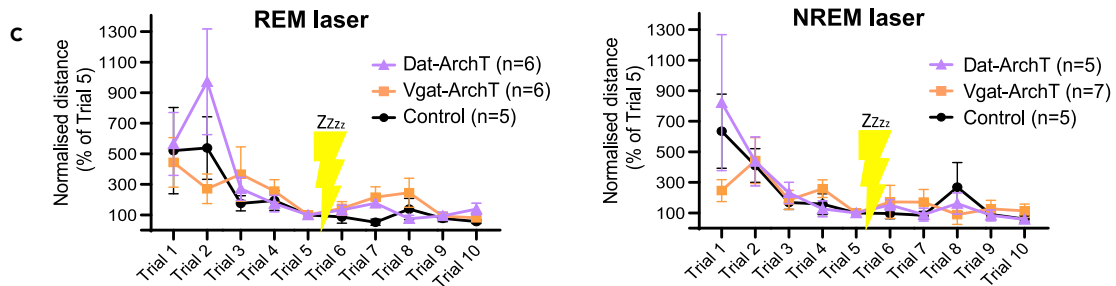 c
REM laser
Normalised distance
(% of Trial 5)
1300
1100
900
700
500
300
100
Dat-ArchT (n=6)
Vgat-ArchT (n=6)
Control (n=5)
ZZZZ
Trial 1
Trial 2
Trial 3
Trial 4
Trial 5
Trial 6
Trial 7
Trial 8
Trial 9
Trial 10
NREM laser
Normalised distance
(% of Trial 5)
1300
1100
900
700
500
300
100
Dat-ArchT (n=5)
Vgat-ArchT (n=7)
Control (n=5)
ZZZZ
Trial 1
Trial 2
Trial 3
Trial 4
Trial 5
Trial 6
Trial 7
Trial 8
Trial 9
Trial 10